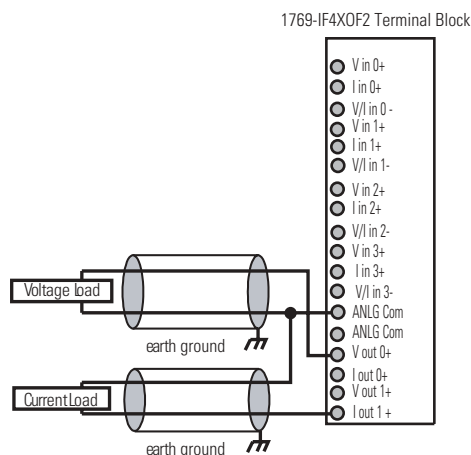 1769-IF4XOF2 Terminal Block
V in 0+
I in 0+
V/I in 0 -
V in 1+
I in 1+
V/I in 1-
V in 2+
I in 2+
V/I in 2-
V in 3+
I in 3+
V/I in 3-
ANLG Com
ANLG Com
V out 0+
I out 0+
V out 1+
I out 1 +
Voltage Load
earth ground
Current Load
earth ground